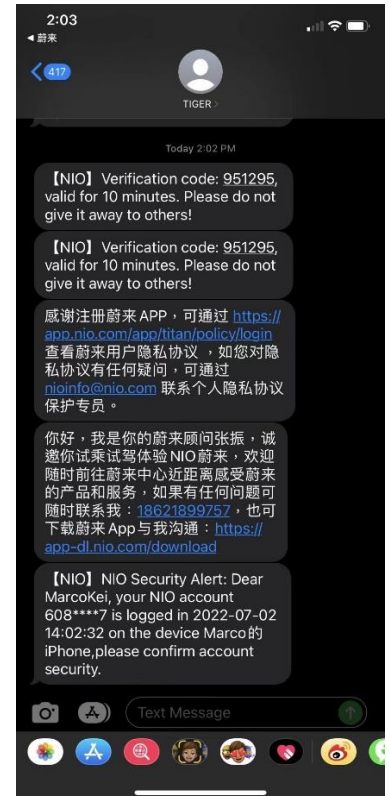 2:03
◀ 蔚来
417
TIGER
Today 2:02 PM
【NIO】Verification code: 951295,
valid for 10 minutes. Please do not
give it away to others!
【NIO】Verification code: 951295,
valid for 10 minutes. Please do not
give it away to others!
感谢注册蔚来 APP，可通过 https://
app.nio.com/app/titan/policy/login
查看蔚来用户隐私协议 ，如您对隐
私协议有任何疑问，可通过
nioinfo@nio.com 联系个人隐私协议
保护专员。
你好，我是你的蔚来顾问张振，诚
邀你试乘试驾体验 NIO蔚来，欢迎
随时前往蔚来中心近距离感受蔚来
的产品和服务，如果有任何问题可
随时联系我：18621899757，也可
下载蔚来 App与我沟通：https://
app-dl.nio.com/download
【NIO】NIO Security Alert: Dear
MarcoKei, your NIO account
608****7 is logged in 2022-07-02
14:02:32 on the device Marco的
iPhone,please confirm account
security.
Text Message